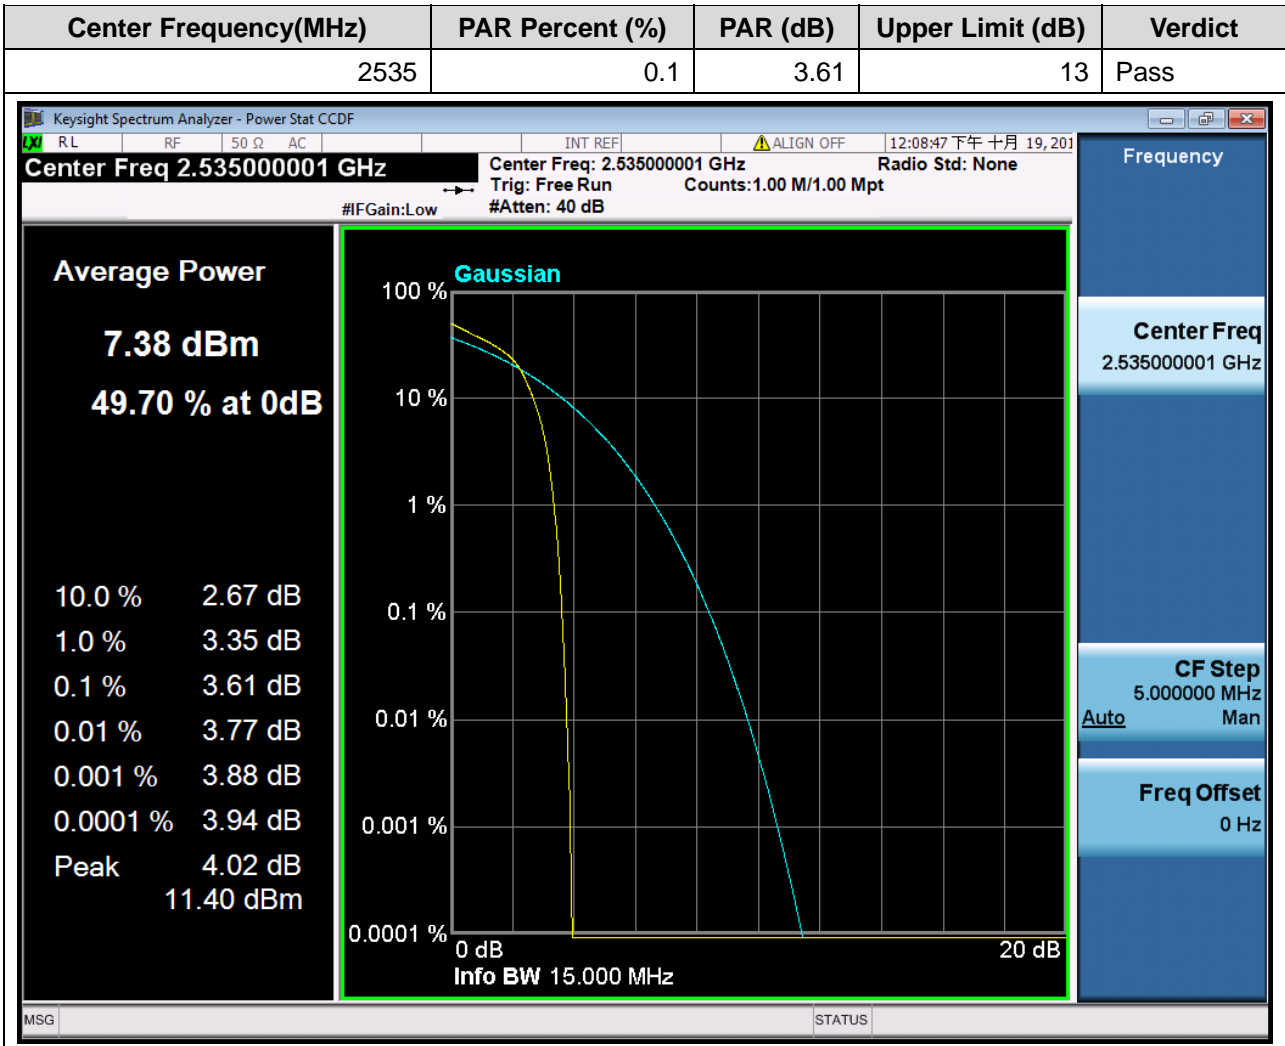 Center Frequency(MHz) PAR Percent (%) PAR (dB) Upper Limit (dB) Verdict
2535 0.1 3.61 13 Pass
Keysight Spectrum Analyzer - Power Stat CCDF
LXI RL RF 50 Ω AC INT REF ALIGN OFF 12:08:47 下午 十月 19, 201
Center Freq 2.535000001 GHz
Center Freq: 2.535000001 GHz Radio Std: None
Trig: Free Run Counts:1.00 M/1.00 Mpt
#IFGain:Low #Atten: 40 dB
Average Power
7.38 dBm
49.70 % at 0dB
10.0 % 2.67 dB
1.0 % 3.35 dB
0.1 % 3.61 dB
0.01 % 3.77 dB
0.001 % 3.88 dB
0.0001 % 3.94 dB
Peak 4.02 dB
11.40 dBm
Gaussian
100 %
10 %
1 %
0.1 %
0.01 %
0.001 %
0.0001 %
0 dB 20 dB
Info BW 15.000 MHz
Frequency
Center Freq
2.535000001 GHz
CF Step
5.000000 MHz
Auto Man
Freq Offset
0 Hz
MSG STATUS